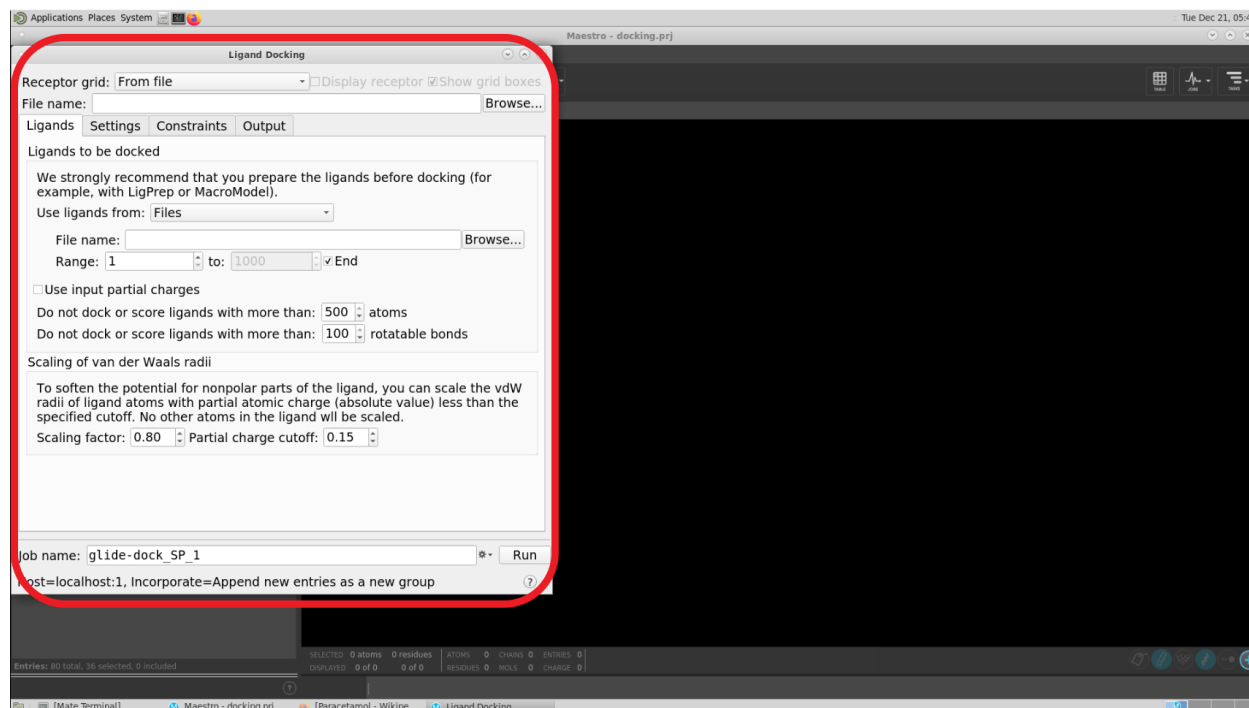 Applications Places System
Tue Dec 21, 05:4
Maestro - docking.prj
Ligand Docking
Receptor grid: From file Display receptor Show grid boxes
File name: Browse...
Ligands Settings Constraints Output
Ligands to be docked
We strongly recommend that you prepare the ligands before docking (for
example, with LigPrep or MacroModel).
Use ligands from: Files
File name: Browse...
Range: 1 to: 1000 End
Use input partial charges
Do not dock or score ligands with more than: 500 atoms
Do not dock or score ligands with more than: 100 rotatable bonds
Scaling of van der Waals radii
To soften the potential for nonpolar parts of the ligand, you can scale the vdW
radii of ligand atoms with partial atomic charge (absolute value) less than the
specified cutoff. No other atoms in the ligand wll be scaled.
Scaling factor: 0.80 Partial charge cutoff: 0.15
Job name: glide-dock_SP_1 Run
Host=localhost:1, Incorporate=Append new entries as a new group ?
TABLE JOBS TASKS
SELECTED 0 atoms 0 residues ATOMS 0 CHAINS 0 ENTRIES 0
Entries: 80 total, 36 selected, 0 included
DISPLAYED 0 of 0 0 of 0 RESIDUES 0 MOLS 0 CHARGE 0
?
[Mate Terminal] Maestro - docking.prj [Paracetamol - Wikipe Ligand Docking